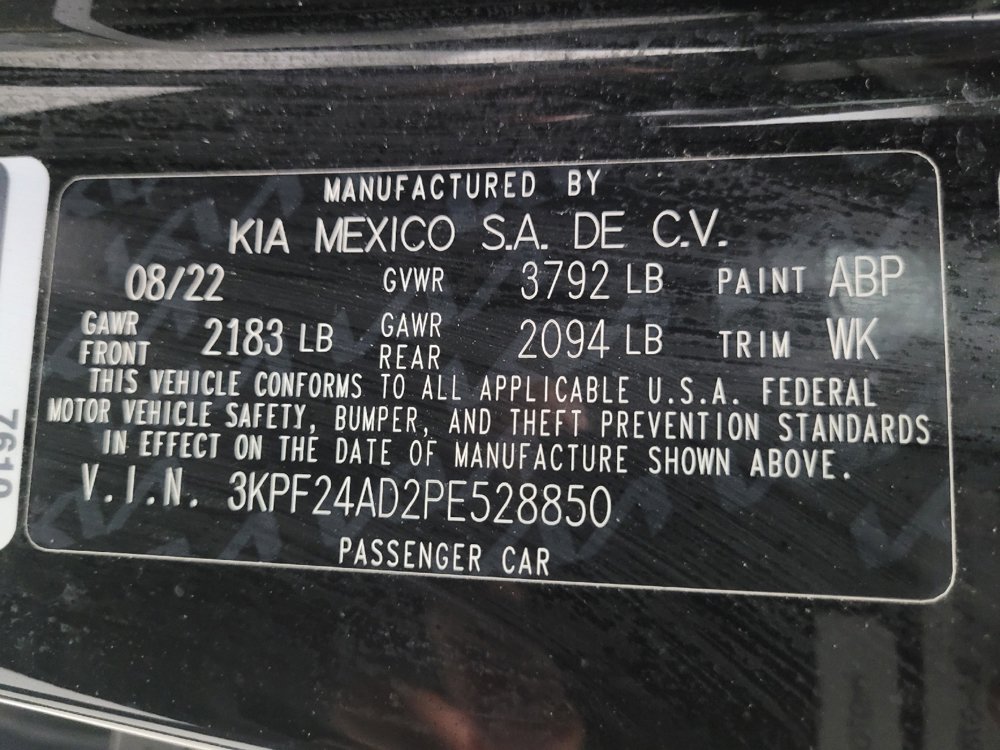 MANUFACTURED BY
KIA MEXICO S.A. DE C.V.
08/22 GVWR 3792 LB PAINT ABP
GAWR FRONT 2183 LB GAWR REAR 2094 LB TRIM WK
THIS VEHICLE CONFORMS TO ALL APPLICABLE U.S.A. FEDERAL
MOTOR VEHICLE SAFETY, BUMPER, AND THEFT PREVENTION STANDARDS
IN EFFECT ON THE DATE OF MANUFACTURE SHOWN ABOVE.
V.I.N. 3KPF24AD2PE528850
PASSENGER CAR